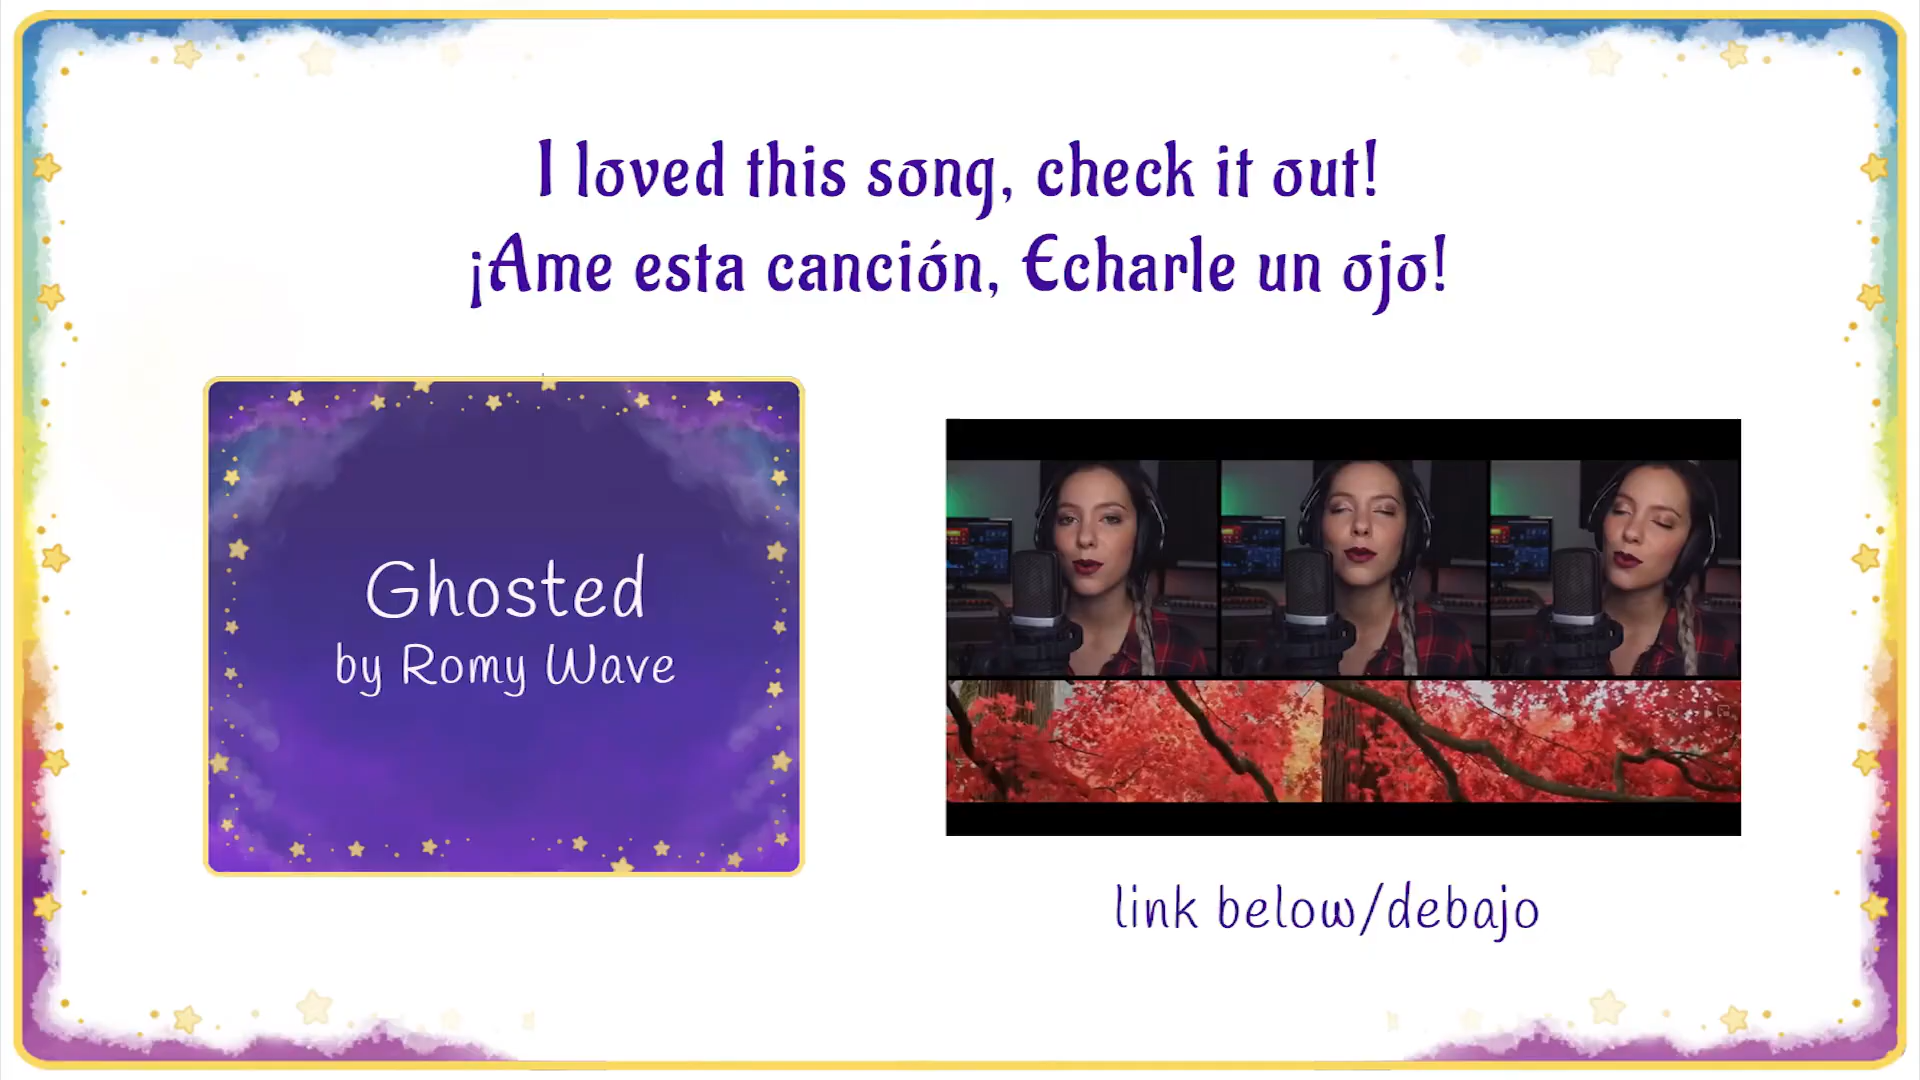 I loved this song, check it out!
¡Ame esta canción, Echarle un ojo!
Ghosted
by Romy Wave
link below/debajo